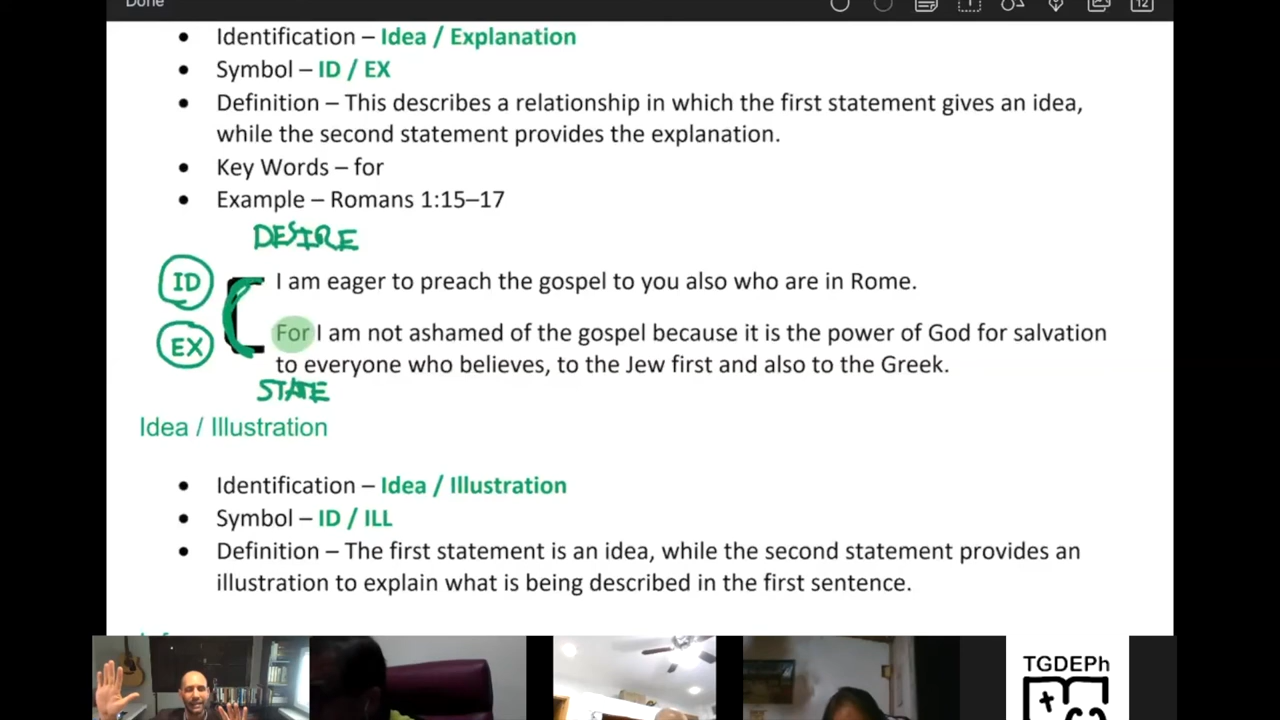 Done
12
• Identification – Idea / Explanation
• Symbol – ID / EX
• Definition – This describes a relationship in which the first statement gives an idea,
while the second statement provides the explanation.
• Key Words – for
• Example – Romans 1:15–17
DESIRE
ID
I am eager to preach the gospel to you also who are in Rome.
EX
For I am not ashamed of the gospel because it is the power of God for salvation
to everyone who believes, to the Jew first and also to the Greek.
STATE
Idea / Illustration
• Identification – Idea / Illustration
• Symbol – ID / ILL
• Definition – The first statement is an idea, while the second statement provides an
illustration to explain what is being described in the first sentence.
TGDEPh